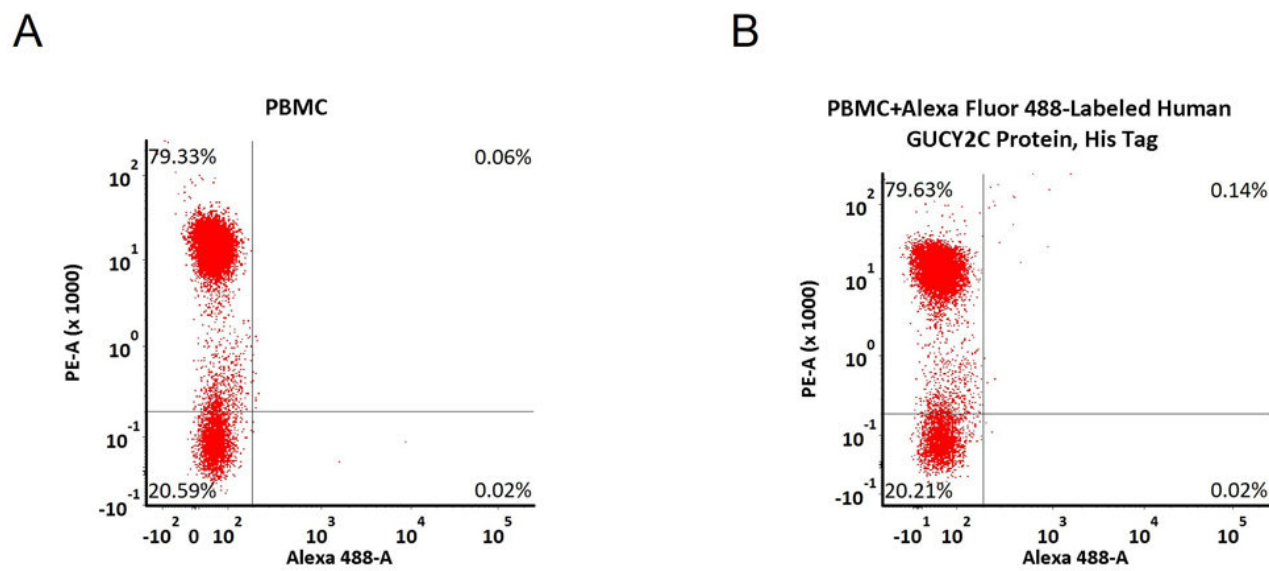 A
PBMC
79.33%
0.06%
10^2
10^1
10^0
10^-1
-10^1
PE-A (x 1000)
20.59%
0.02%
-10^2 0 10^2 10^3 10^4 10^5
Alexa 488-A
B
PBMC+Alexa Fluor 488-Labeled Human
GUCY2C Protein, His Tag
79.63%
0.14%
10^2
10^1
10^0
10^-1
-10^1
PE-A (x 1000)
20.21%
0.02%
-10^1 10^2 10^3 10^4 10^5
Alexa 488-A